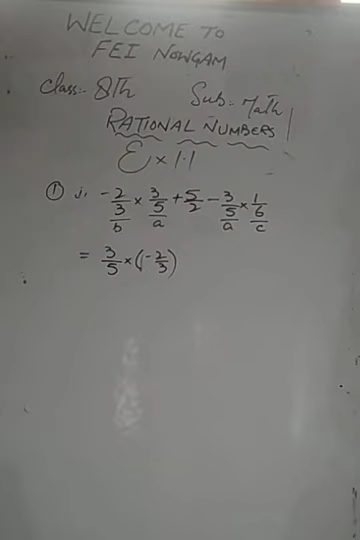 WELCOME TO
FEI NOWGAM
Class:- 8Th Sub:- Math
RATIONAL NUMBERS
Ex 1.1
① i, -2/3 × 3/5 + 5/2 - 3/5 × 1/6
b a a c
= 3/5 × (-2/3)